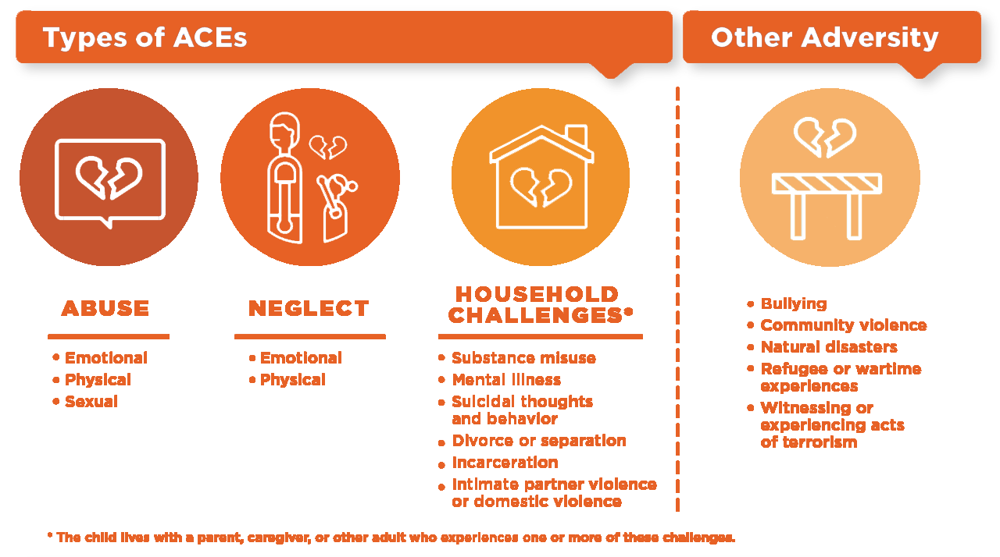 Types of ACEs
Other Adversity
ABUSE
• Emotional
• Physical
• Sexual
NEGLECT
• Emotional
• Physical
HOUSEHOLD
CHALLENGES*
• Substance misuse
• Mental illness
• Suicidal thoughts
and behavior
• Divorce or separation
• Incarceration
• Intimate partner violence
or domestic violence
• Bullying
• Community violence
• Natural disasters
• Refugee or wartime
experiences
• Witnessing or
experiencing acts
of terrorism
* The child lives with a parent, caregiver, or other adult who experiences one or more of these challenges.